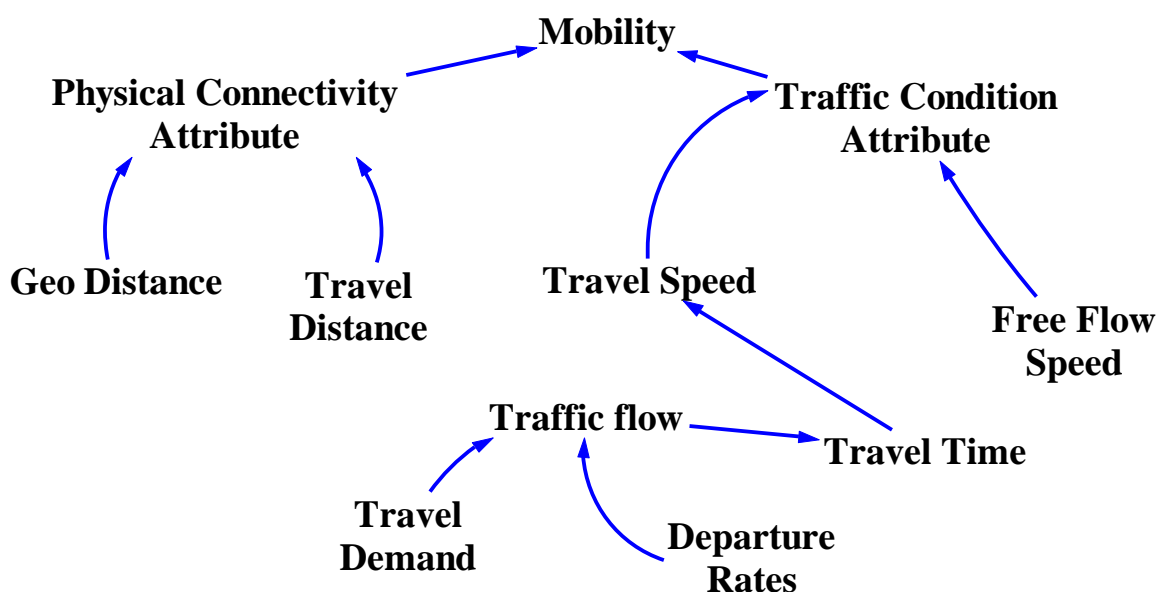 Mobility
Physical Connectivity
Attribute
Traffic Condition
Attribute
Geo Distance
Travel
Distance
Travel Speed
Free Flow
Speed
Traffic flow
Travel Time
Travel
Demand
Departure
Rates